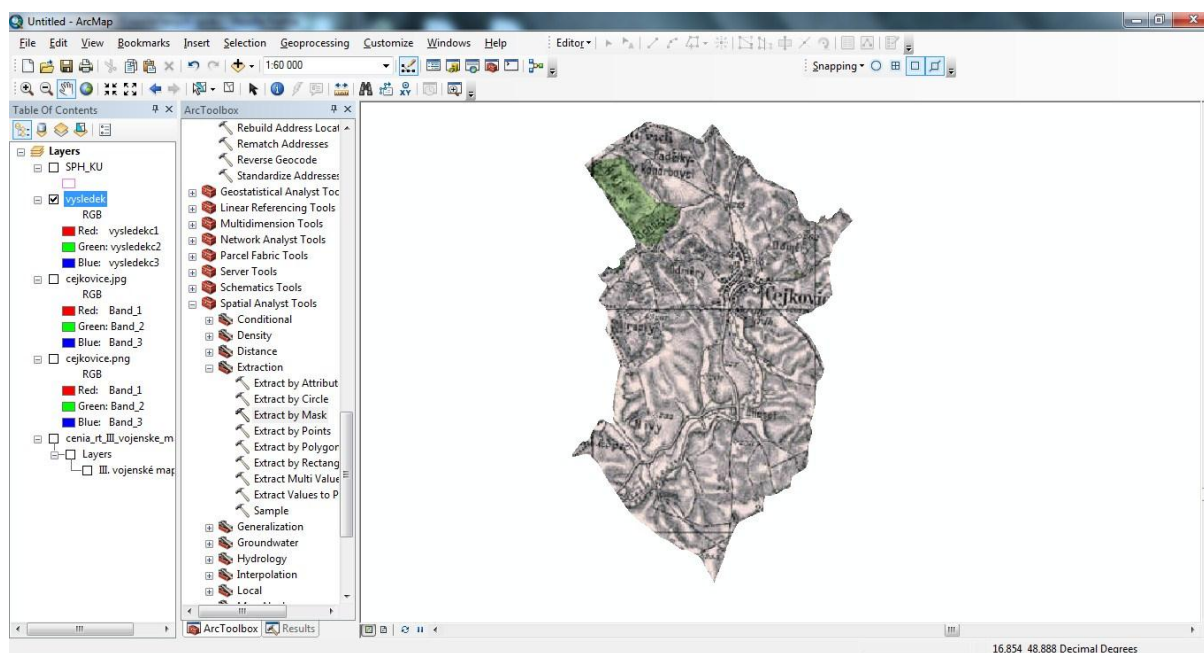 Untitled - ArcMap
File Edit View Bookmarks Insert Selection Geoprocessing Customize Windows Help Editor
1:60 000
Snapping
Table Of Contents
Layers
SPH_KU
vysledek
RGB
Red: vysledekc1
Green: vysledekc2
Blue: vysledekc3
cejkovice.jpg
RGB
Red: Band_1
Green: Band_2
Blue: Band_3
cejkovice.png
RGB
Red: Band_1
Green: Band_2
Blue: Band_3
cenia_rt_III_vojenske_m
Layers
III. vojenské map
ArcToolbox
Rebuild Address Locat
Rematch Addresses
Reverse Geocode
Standardize Addresses
Geostatistical Analyst Toc
Linear Referencing Tools
Multidimension Tools
Network Analyst Tools
Parcel Fabric Tools
Server Tools
Schematics Tools
Spatial Analyst Tools
Conditional
Density
Distance
Extraction
Extract by Attribut
Extract by Circle
Extract by Mask
Extract by Points
Extract by Polygon
Extract by Rectang
Extract Multi Value
Extract Values to P
Sample
Generalization
Groundwater
Hydrology
Interpolation
Local
ArcToolbox Results
Cejkovic
16.854 48.888 Decimal Degrees